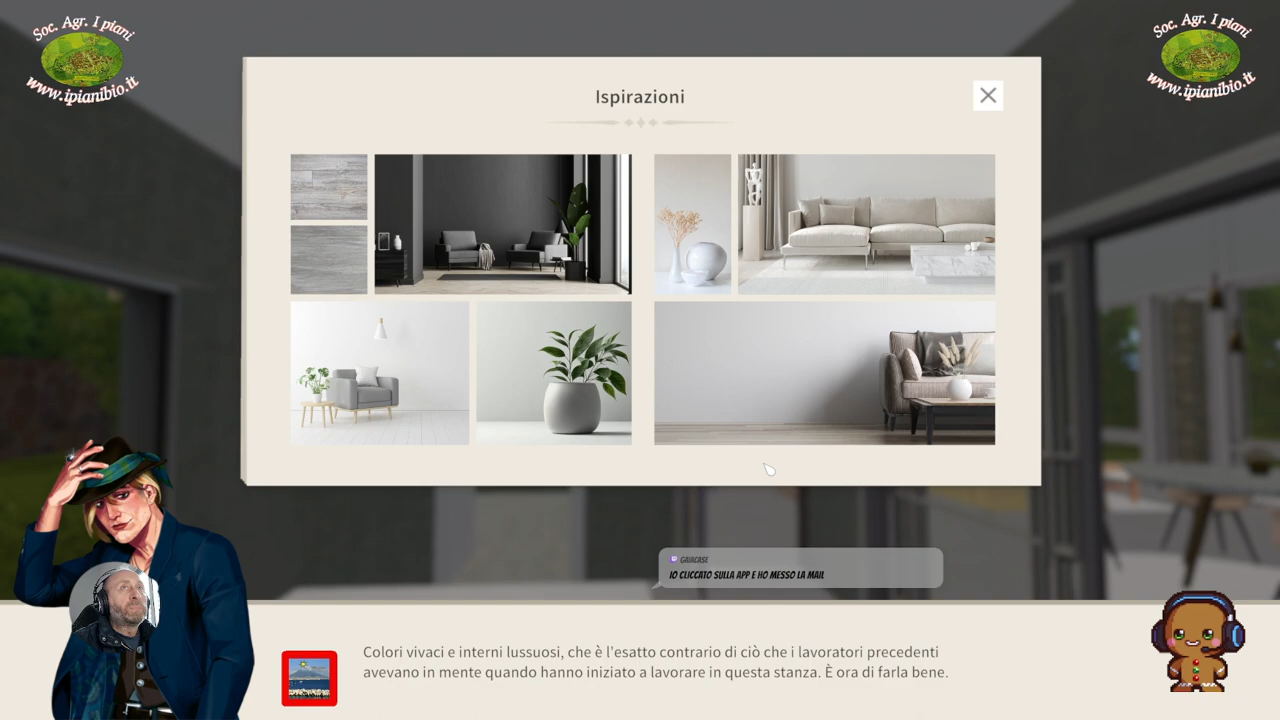 Soc. Agr. I piani
www.ipianibio.it
Soc. Agr. I piani
www.ipianibio.it
Ispirazioni
GAIACASE
IO CLICCATO SULLA APP E HO MESSO LA MAIL
Colori vivaci e interni lussuosi, che è l'esatto contrario di ciò che i lavoratori precedenti
avevano in mente quando hanno iniziato a lavorare in questa stanza. È ora di farla bene.